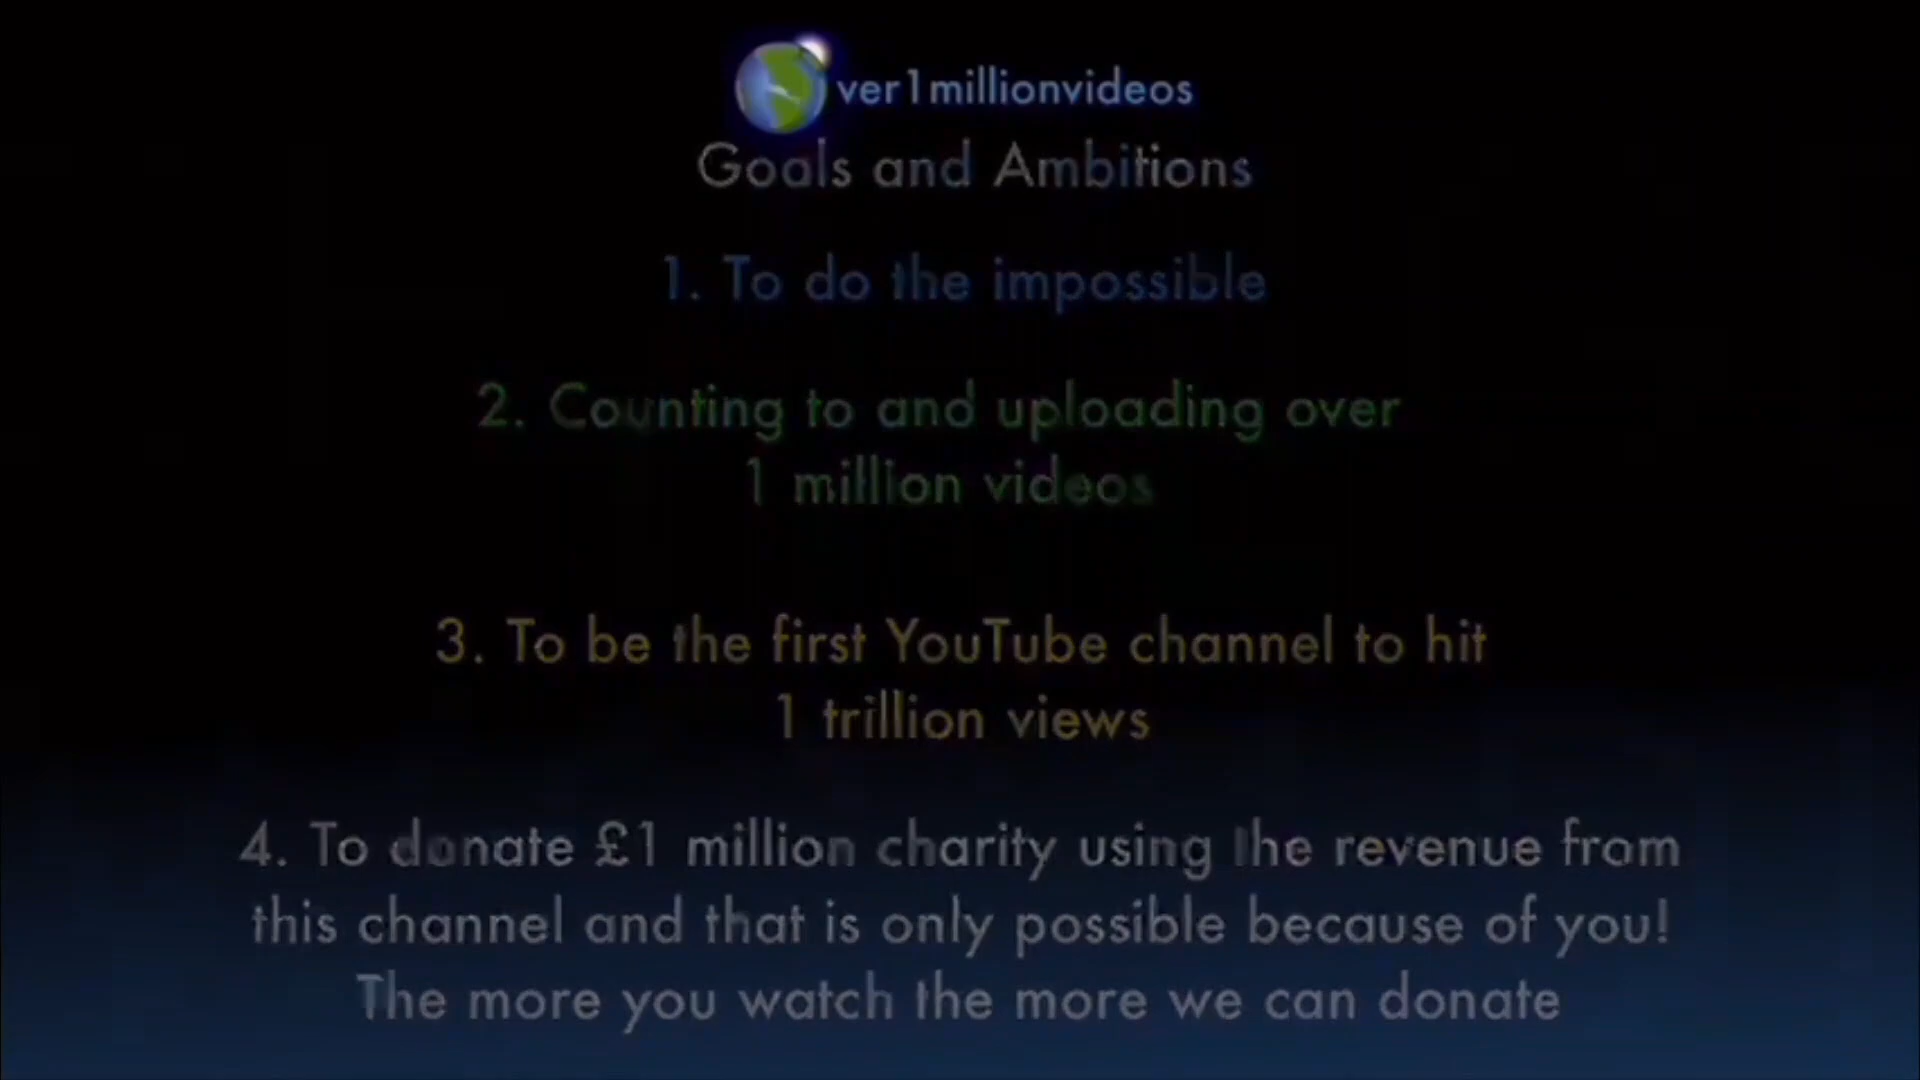 ver1millionvideos
Goals and Ambitions
1. To do the impossible
2. Counting to and uploading over
1 million videos
3. To be the first YouTube channel to hit
1 trillion views
4. To donate £1 million charity using the revenue from
this channel and that is only possible because of you!
The more you watch the more we can donate